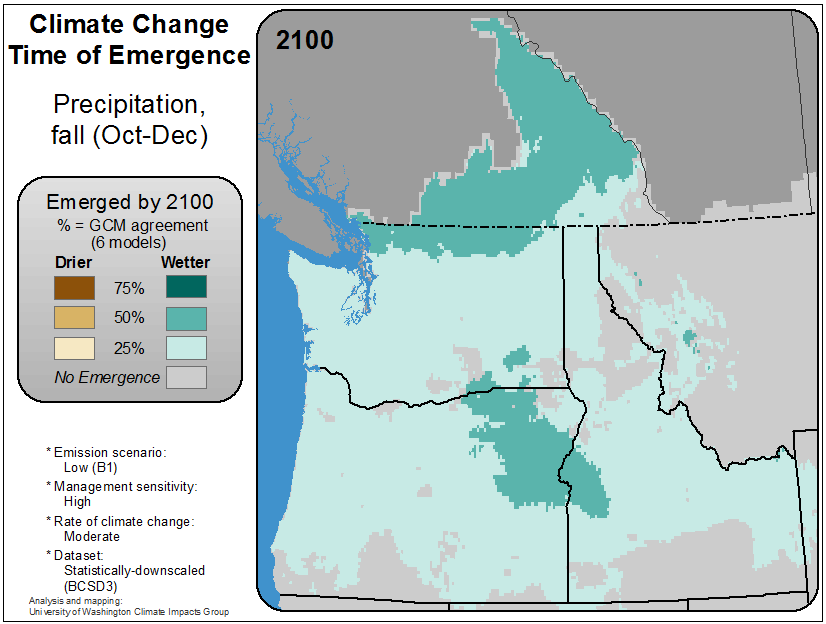 Climate Change
Time of Emergence
Precipitation,
fall (Oct-Dec)
2100
Emerged by 2100
% = GCM agreement
(6 models)
Drier Wetter
75%
50%
25%
No Emergence
* Emission scenario:
Low (B1)
* Management sensitivity:
High
* Rate of climate change:
Moderate
* Dataset:
Statistically-downscaled
(BCSD3)
Analysis and mapping:
University of Washington Climate Impacts Group